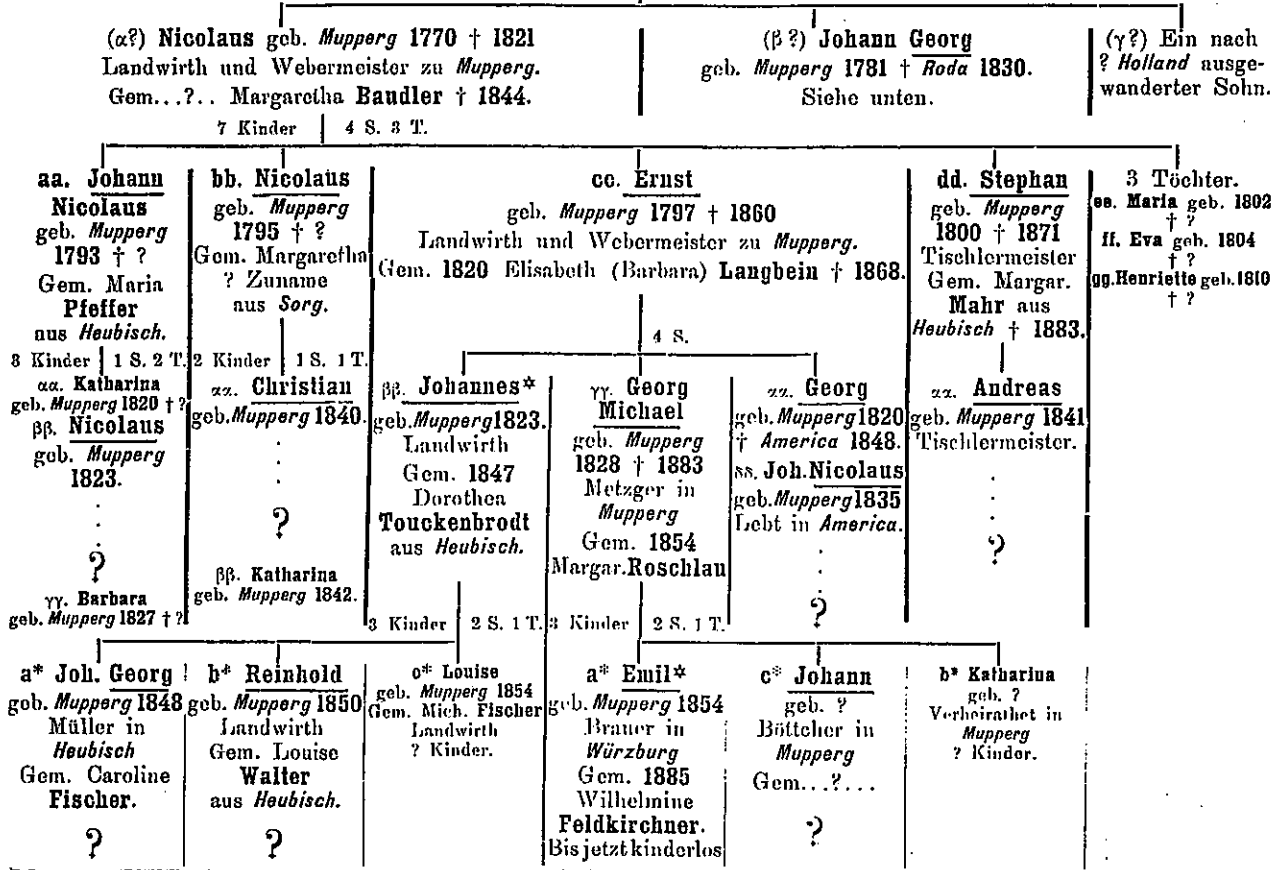 (α?) Nicolaus geb. Mupperg 1770 † 1821
Landwirth und Webermeister zu Mupperg.
Gem...?.. Margaretha Baudler † 1844.
(β ?) Johann Georg
geb. Mupperg 1781 † Roda 1830.
Siehe unten.
(γ?) Ein nach
? Holland ausge-
wanderter Sohn.
7 Kinder | 4 S. 3 T.
aa. Johann
Nicolaus
geb. Mupperg
1793 † ?
Gem. Maria
Pfeffer
aus Heubisch.
3 Kinder | 1 S. 2 T.
αα. Katharina
geb. Mupperg 1820 † ?
ββ. Nicolaus
geb. Mupperg
1823.
?
γγ. Barbara
geb. Mupperg 1827 † ?
bb. Nicolaus
geb. Mupperg
1795 † ?
Gem. Margaretha
? Zuname
aus Sorg.
2 Kinder | 1 S. 1 T.
αα. Christian
geb. Mupperg 1840.
?
ββ. Katharina
geb. Mupperg 1842.
cc. Ernst
geb. Mupperg 1797 † 1860
Landwirth und Webermeister zu Mupperg.
Gem. 1820 Elisabeth (Barbara) Langbein † 1868.
4 S.
ββ. Johannes*
geb. Mupperg 1823.
Landwirth
Gem. 1847
Dorothea
Touckenbrodt
aus Heubisch.
3 Kinder | 2 S. 1 T.
γγ. Georg
Michael
geb. Mupperg
1828 † 1883
Metzger in
Mupperg
Gem. 1854
Margar. Roschlau
3 Kinder | 2 S. 1 T.
αα. Georg
geb. Mupperg 1820
† America 1848.
Joh. Nicolaus
geb. Mupperg 1835
Lebt in America.
?
dd. Stephan
geb. Mupperg
1800 † 1871
Tischlermeister
Gem. Margar.
Mahr aus
Heubisch † 1883.
αα. Andreas
geb. Mupperg 1841
Tischlermeister.
?
3 Töchter.
ee. Maria geb. 1802
† ?
ff. Eva geb. 1804
† ?
gg. Henriette geb. 1810
† ?
a* Joh. Georg
geb. Mupperg 1848
Müller in
Heubisch
Gem. Caroline
Fischer.
?
b* Reinhold
geb. Mupperg 1850
Landwirth
Gem. Louise
Walter
aus Heubisch.
?
c* Louise
geb. Mupperg 1854
Gem. Mich. Fischer
Landwirth
? Kinder.
a* Emil*
geb. Mupperg 1854
Brauer in
Würzburg
Gem. 1885
Wilhelmine
Feldkirchner.
Bis jetzt kinderlos
c* Johann
geb. ?
Böttcher in
Mupperg
Gem...?...
?
b* Katharina
geb. ?
Verheirathet in
Mupperg
? Kinder.